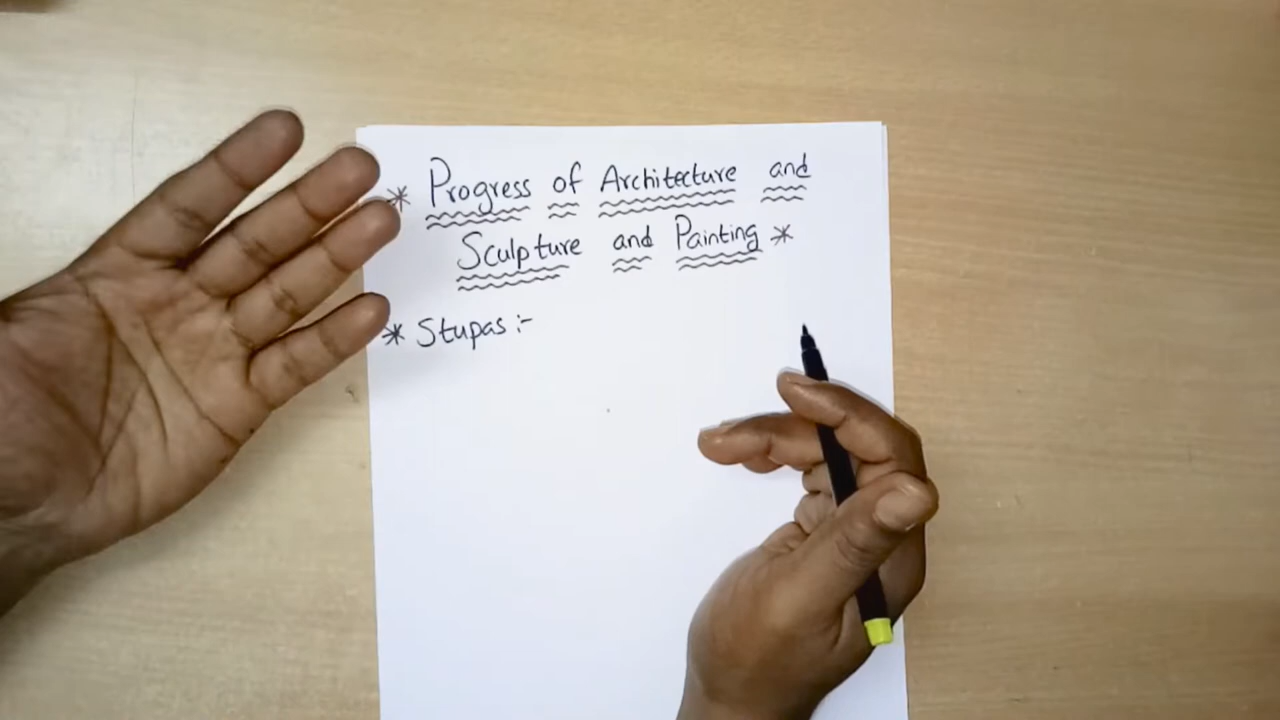 * Progress of Architecture and
Sculpture and Painting *
* Stupas :-